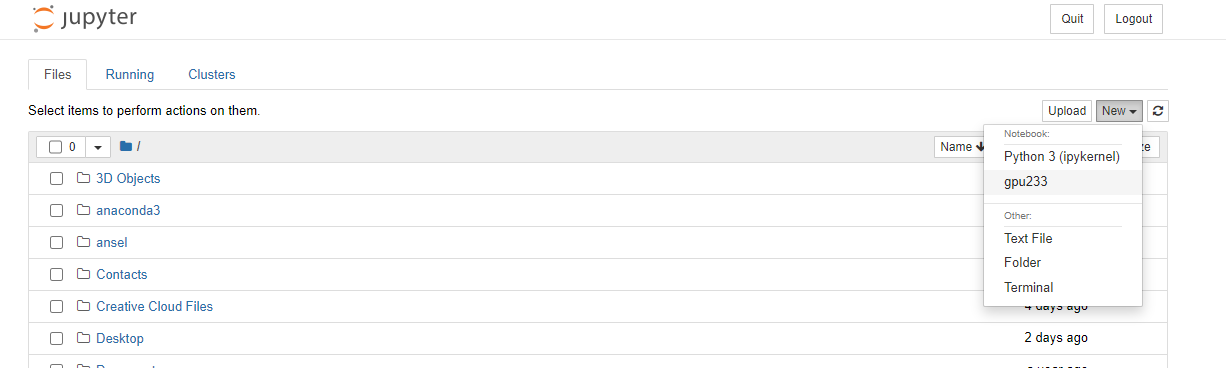 jupyter
Quit Logout
Files Running Clusters
Select items to perform actions on them.
Upload New
0 / Name
Notebook:
Python 3 (ipykernel)
gpu233
Other:
Text File
Folder
Terminal
3D Objects
anaconda3
ansel
Contacts
Creative Cloud Files 4 days ago
Desktop 2 days ago